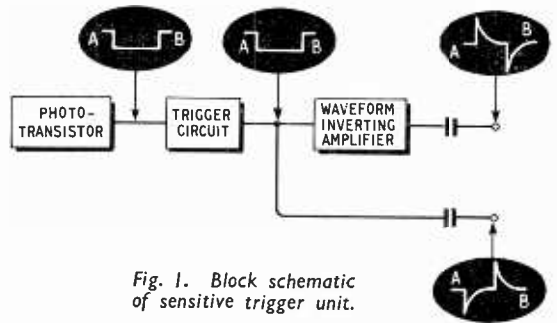 A B
A B
A B
PHOTO-
TRANSISTOR
TRIGGER
CIRCUIT
WAVEFORM
INVERTING
AMPLIFIER
A B
Fig. 1. Block schematic
of sensitive trigger unit.